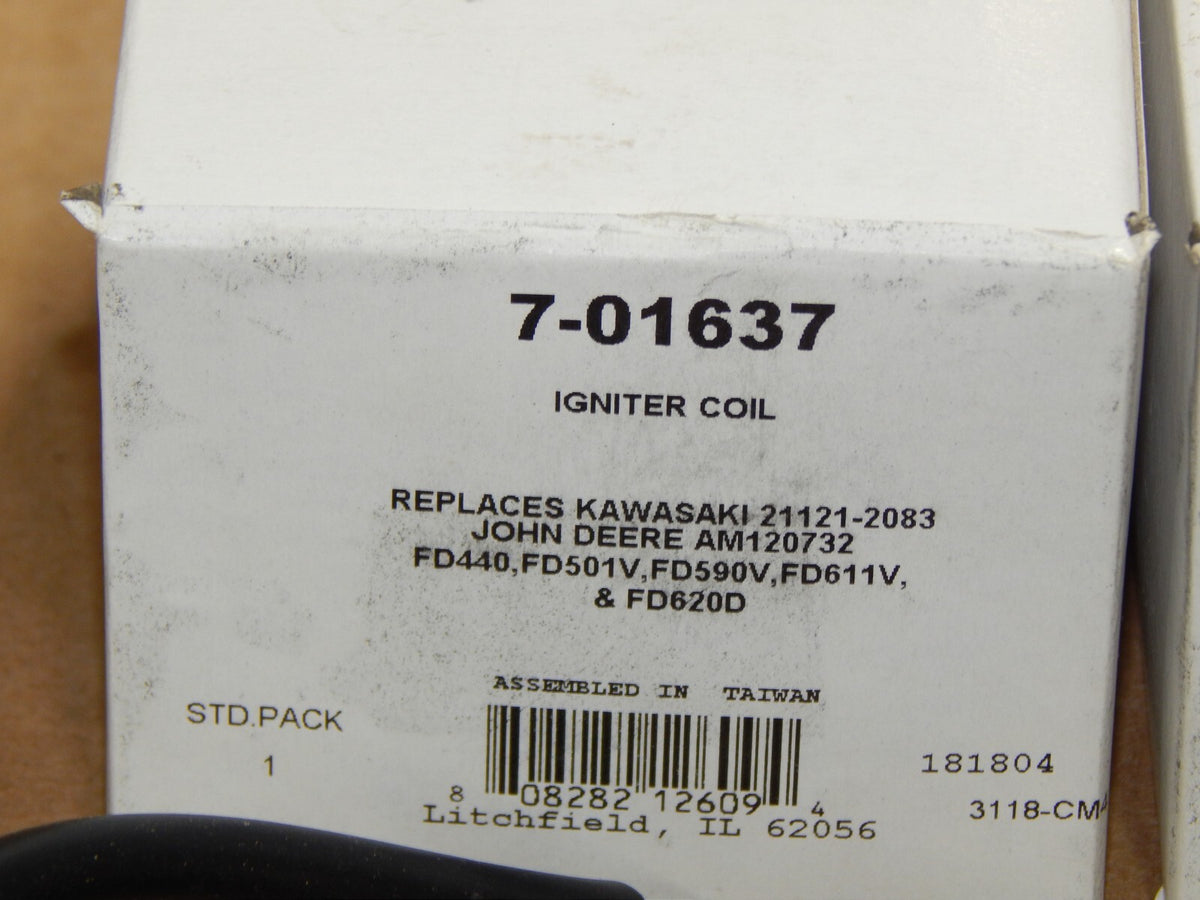 7-01637
IGNITER COIL
REPLACES KAWASAKI 21121-2083
JOHN DEERE AM120732
FD440,FD501V,FD590V,FD611V,
& FD620D
ASSEMBLED IN TAIWAN
STD.PACK
1
8 08282 12609 4
Litchfield, IL 62056
181804
3118-CM